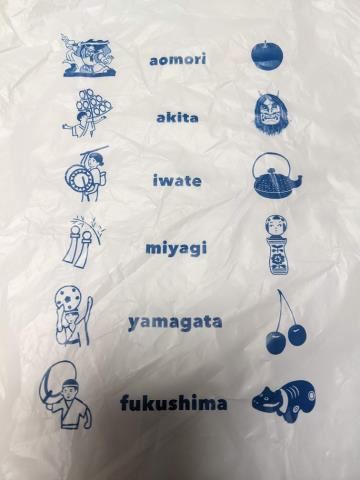 aomori
akita
iwate
miyagi
yamagata
fukushima